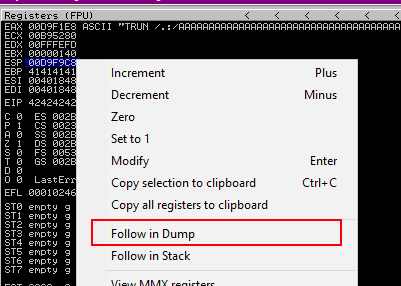 Registers (FPU) < < < < <
EAX 00D9F1E8 ASCII "TRUN /.:/AAAAAAAAAAAAAAAAAAAAAAAAAAAAAAA
ECX 00B95280
EDX 00FFFEFD
EBX 00000140
ESP 00D9F9C8
EBP 41414141
ESI 00401848
EDI 00401848
EIP 42424242
C 0 ES 002B
P 1 CS 0023
A 0 SS 002B
Z 1 DS 002B
S 0 FS 0053
T 0 GS 002B
D 0
O 0 LastErr
EFL 00010246
ST0 empty g
ST1 empty g
ST2 empty g
ST3 empty g
ST4 empty g
ST5 empty g
ST6 empty g
ST7 empty g
Increment Plus
Decrement Minus
Zero
Set to 1
Modify Enter
Copy selection to clipboard Ctrl+C
Copy all registers to clipboard
Follow in Dump
Follow in Stack
View MMX registers